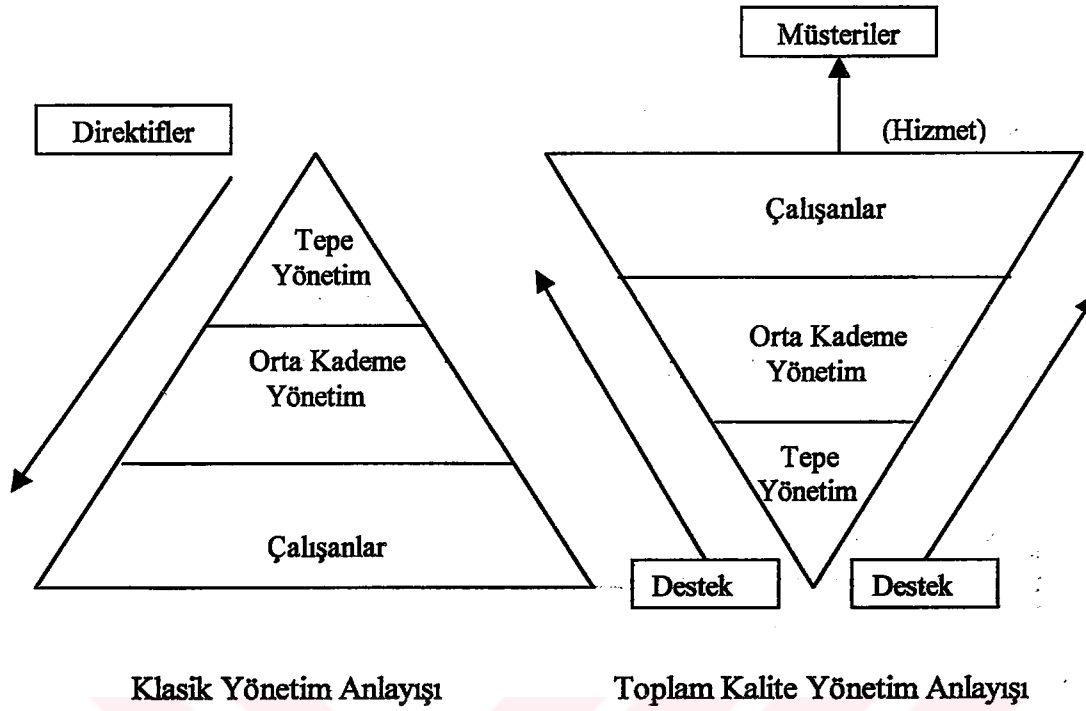 Müsteriler
(Hizmet)
Direktifler
Tepe
Yönetim
Orta Kademe
Yönetim
Çalışanlar
Çalışanlar
Orta Kademe
Yönetim
Tepe
Yönetim
Destek
Destek
Klasik Yönetim Anlayışı
Toplam Kalite Yönetim Anlayışı